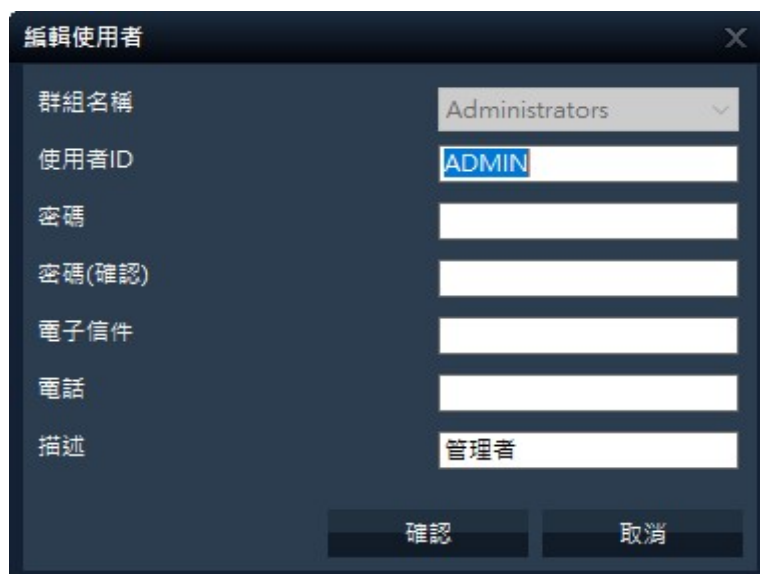 編輯使用者
群組名稱 Administrators
使用者ID ADMIN
密碼
密碼(確認)
電子信件
電話
描述 管理者
確認 取消